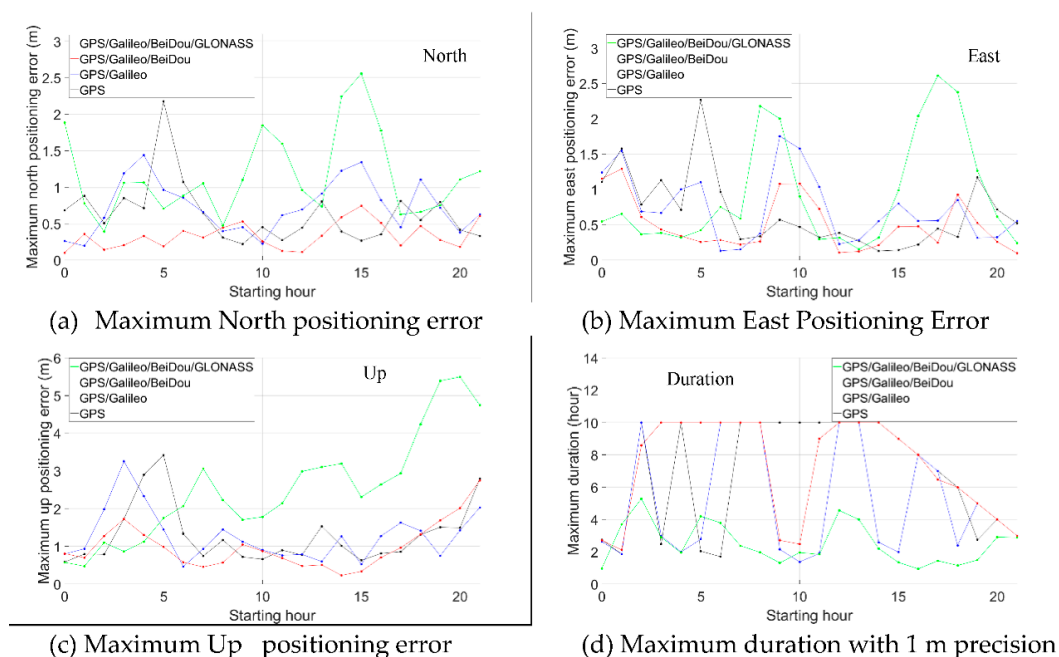 GPS/Galileo/BeiDou/GLONASS
GPS/Galileo/BeiDou
GPS/Galileo
GPS
North
Maximum north positioning error (m)
3
2.5
2
1.5
1
0.5
0
0 5 10 15 20
Starting hour
(a) Maximum North positioning error
GPS/Galileo/BeiDou/GLONASS
GPS/Galileo/BeiDou
GPS/Galileo
GPS
East
Maximum east positioning error (m)
3
2.5
2
1.5
1
0.5
0
0 5 10 15 20
Starting hour
(b) Maximum East Positioning Error
GPS/Galileo/BeiDou/GLONASS
GPS/Galileo/BeiDou
GPS/Galileo
GPS
Up
Maximum up positioning error (m)
6
5
4
3
2
1
0
0 5 10 15 20
Starting hour
(c) Maximum Up positioning error
Duration
GPS/Galileo/BeiDou/GLONASS
GPS/Galileo/BeiDou
GPS/Galileo
GPS
Maximum duration (hour)
14
12
10
8
6
4
2
0
0 5 10 15 20
Starting hour
(d) Maximum duration with 1 m precision